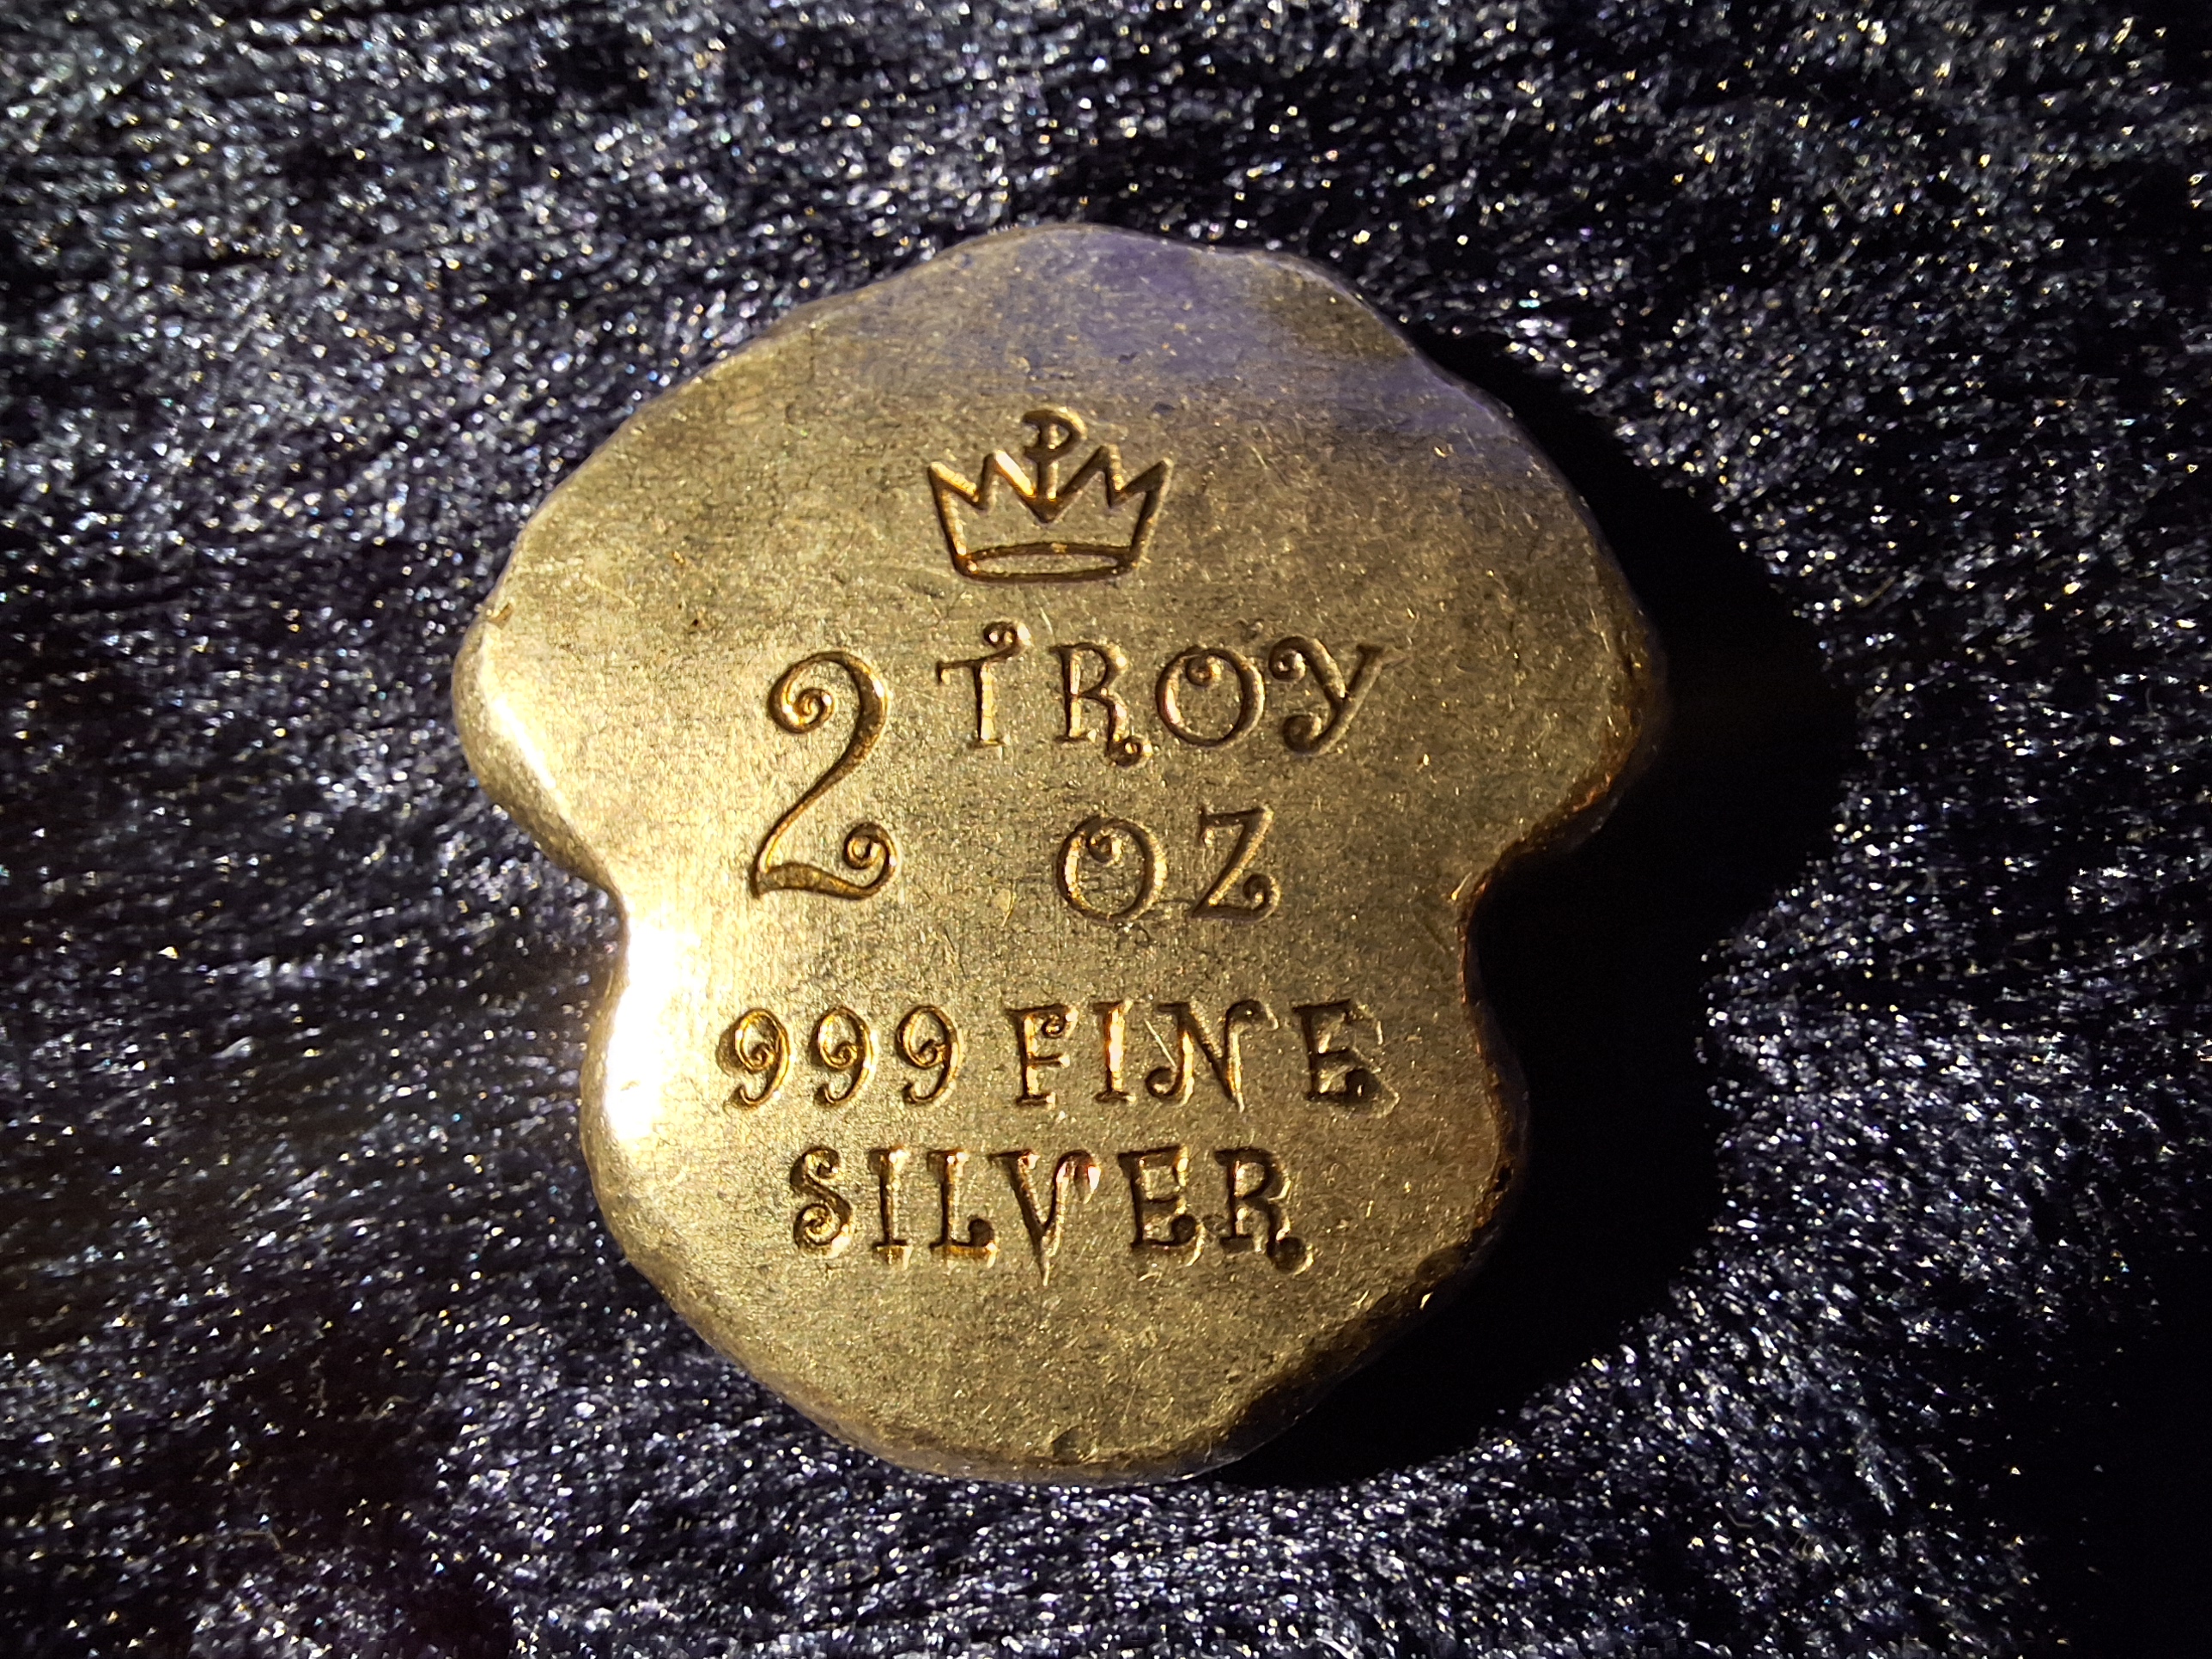 P
2 TROY
OZ
999 FINE
SILVER